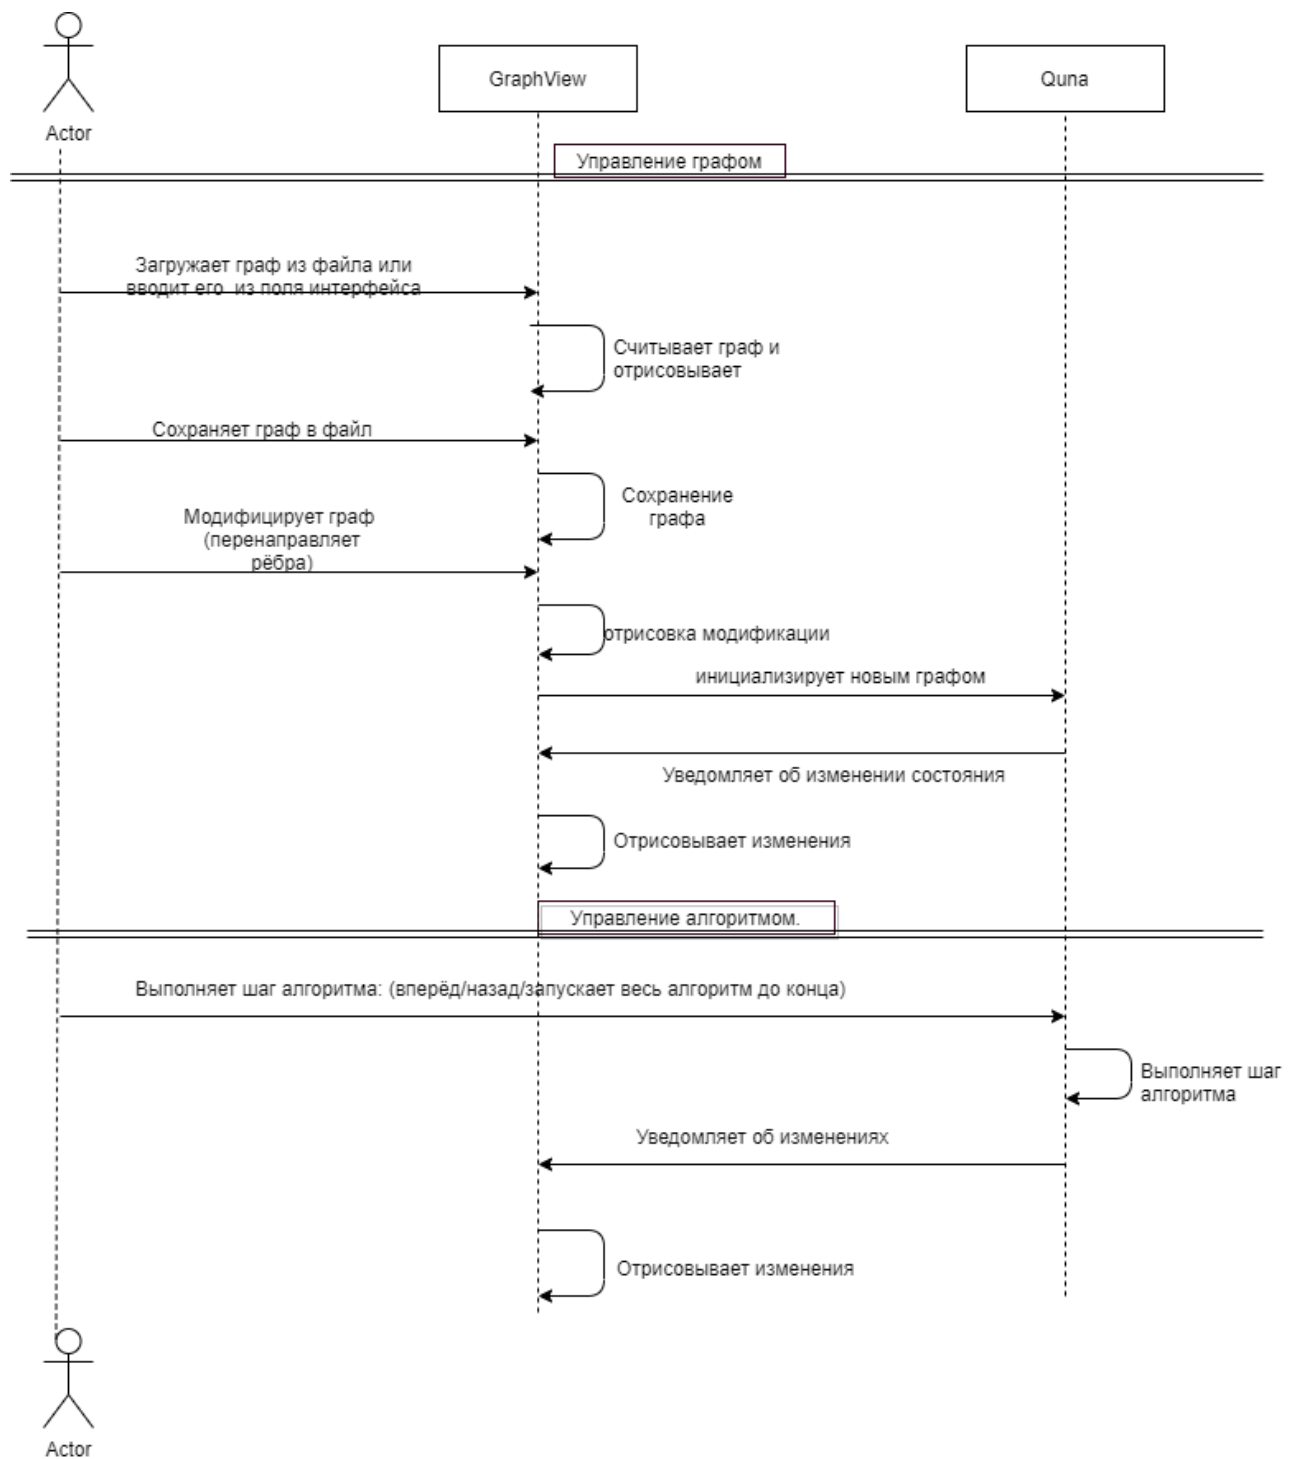 GraphView
Quna
Actor
Управление графом
Загружает граф из файла или
вводит его из поля интерфейса
Считывает граф и
отрисовывает
Сохраняет граф в файл
Сохранение
графа
Модифицирует граф
(перенаправляет
рёбра)
отрисовка модификации
инициализирует новым графом
Уведомляет об изменении состояния
Отрисовывает изменения
Управление алгоритмом.
Выполняет шаг алгоритма: (вперёд/назад/запускает весь алгоритм до конца)
Выполняет шаг
алгоритма
Уведомляет об изменениях
Отрисовывает изменения
Actor